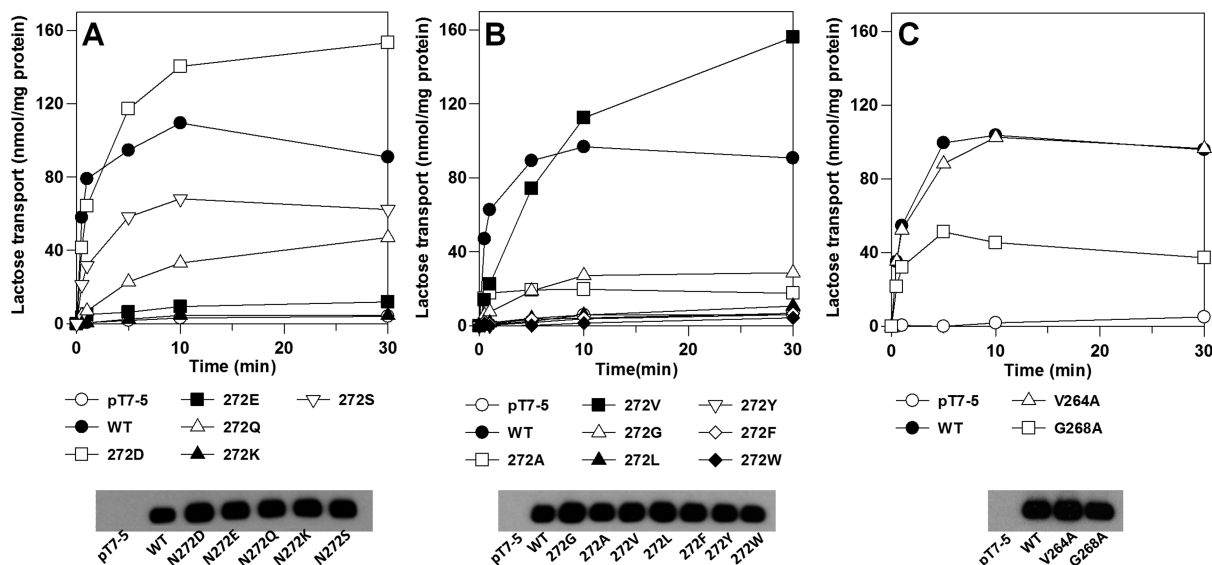 A
Lactose transport (nmol/mg protein)
160
120
80
40
0
0 10 20 30
Time (min)
pT7-5 272E 272S
WT 272Q
272D 272K
pT7-5 WT N272D N272E N272Q N272K N272S
B
Lactose transport (nmol/mg protein)
160
120
80
40
0
0 10 20 30
Time(min)
pT7-5 272V 272Y
WT 272G 272F
272A 272L 272W
pT7-5 WT 272G 272A 272V 272L 272F 272Y 272W
C
Lactose transport (nmol/mg protein)
160
120
80
40
0
0 10 20 30
Time (min)
pT7-5 V264A
WT G268A
pT7-5 WT V264A G268A